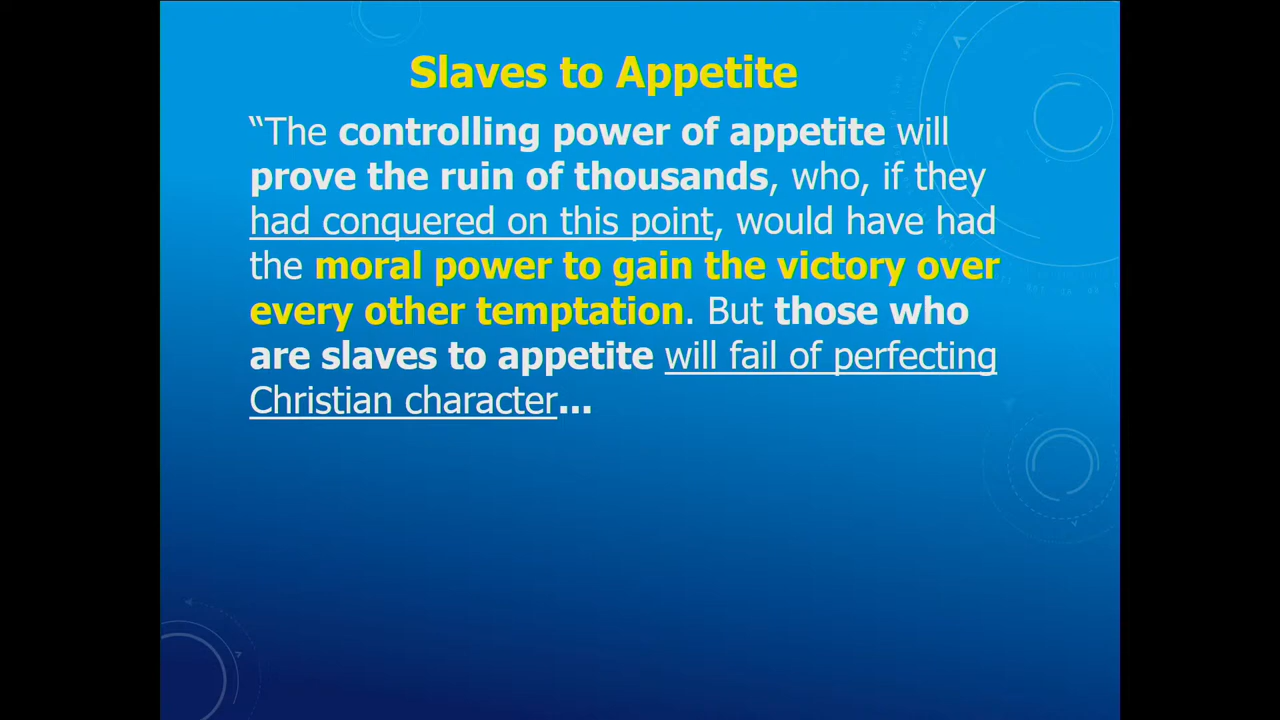 Slaves to Appetite
“The controlling power of appetite will
prove the ruin of thousands, who, if they
had conquered on this point, would have had
the moral power to gain the victory over
every other temptation. But those who
are slaves to appetite will fail of perfecting
Christian character...